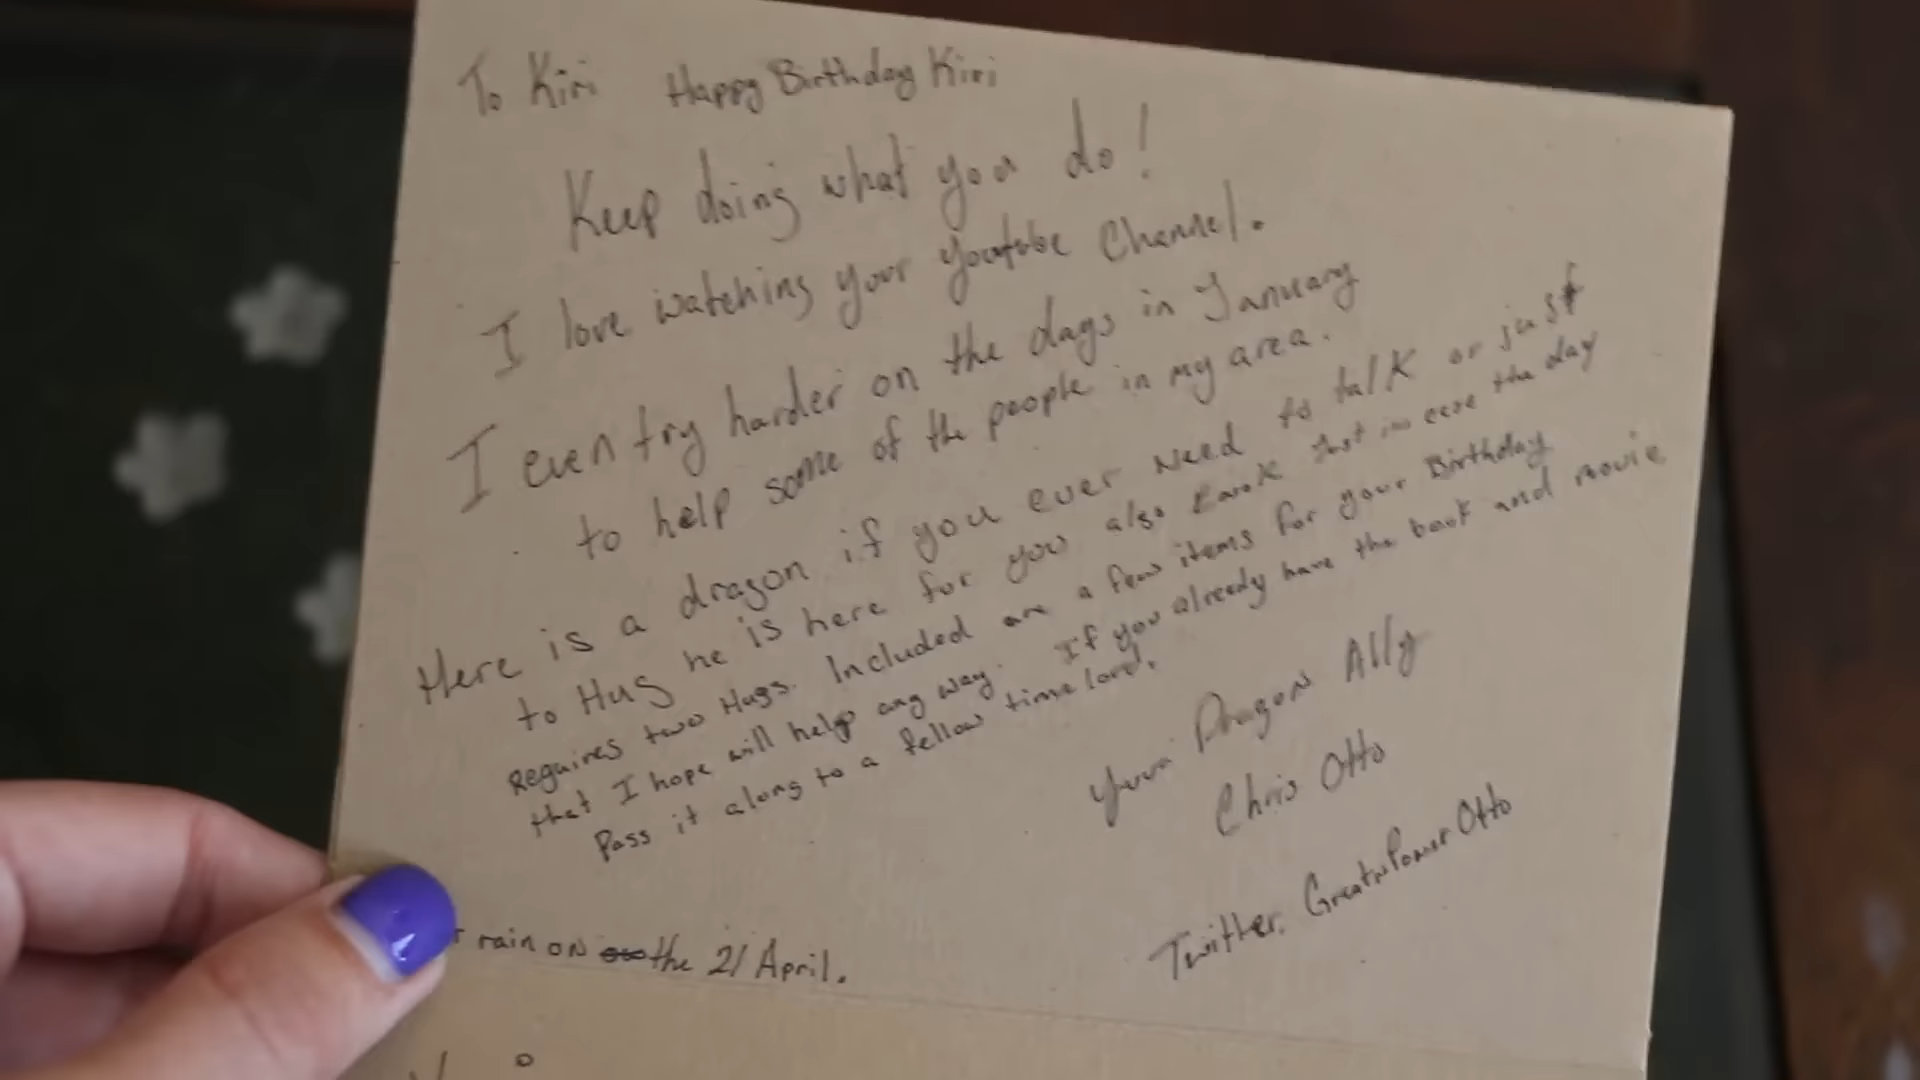 To Kiri Happy Birthday Kiri
Keep doing what you do!
I love watching your youtube Channel.
I even try harder on the days in January
to help some of the people in my area.
Here is a dragon if you ever need to talk or just
to Hug he is here for you also just in case the day
Requires two Hugs. Included are a few items for your Birthday
that I hope will help any way. If you already have the book and movie
Pass it along to a fellow time lord.
Your Dragon Ally
Chris Otto
Twitter: GreatnPowerOtto
rain on the 21 April.